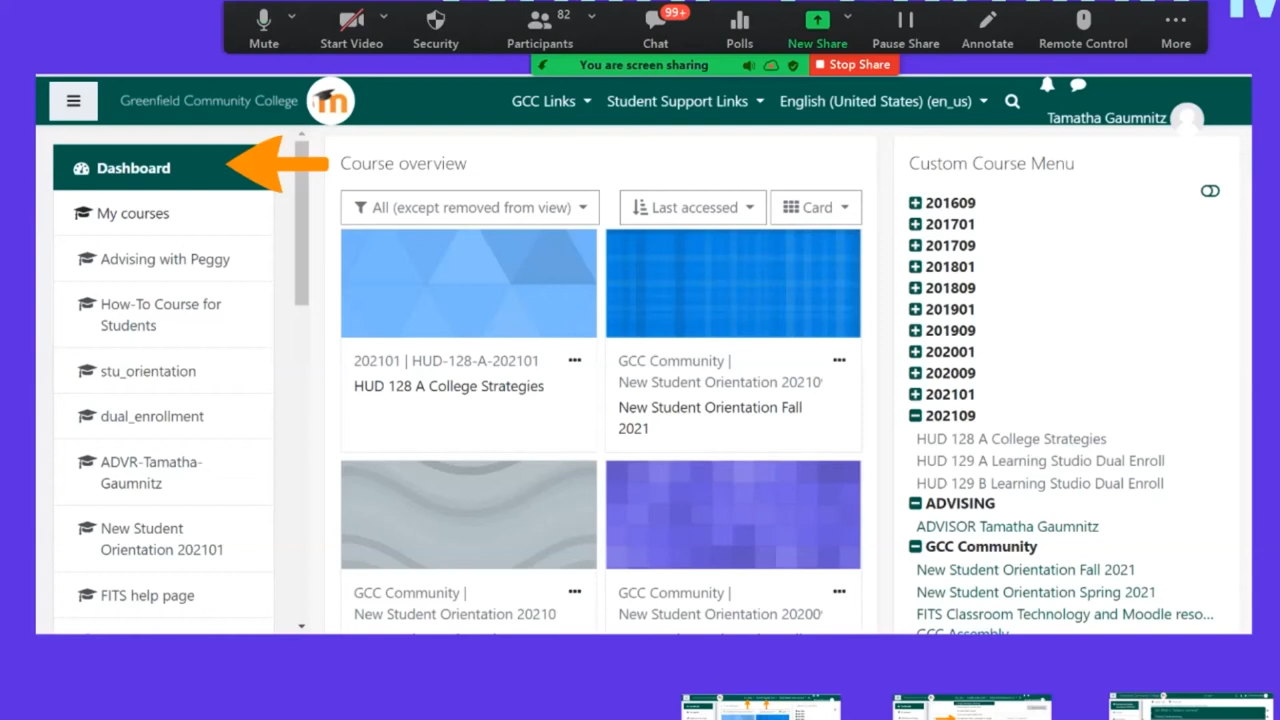 82
99+
Mute
Start Video
Security
Participants
Chat
Polls
New Share
Pause Share
Annotate
Remote Control
More
You are screen sharing
Stop Share
Greenfield Community College
GCC Links
Student Support Links
English (United States) (en_us)
Tamatha Gaumnitz
Dashboard
My courses
Advising with Peggy
How-To Course for
Students
stu_orientation
dual_enrollment
ADVR-Tamatha-
Gaumnitz
New Student
Orientation 202101
FITS help page
Course overview
All (except removed from view)
Last accessed
Card
202101 | HUD-128-A-202101
HUD 128 A College Strategies
GCC Community |
New Student Orientation 20210
New Student Orientation Fall
2021
GCC Community |
New Student Orientation 20210
GCC Community |
New Student Orientation 20200
Custom Course Menu
201609
201701
201709
201801
201809
201901
201909
202001
202009
202101
202109
HUD 128 A College Strategies
HUD 129 A Learning Studio Dual Enroll
HUD 129 B Learning Studio Dual Enroll
ADVISING
ADVISOR Tamatha Gaumnitz
GCC Community
New Student Orientation Fall 2021
New Student Orientation Spring 2021
FITS Classroom Technology and Moodle reso...
GCC Assembly